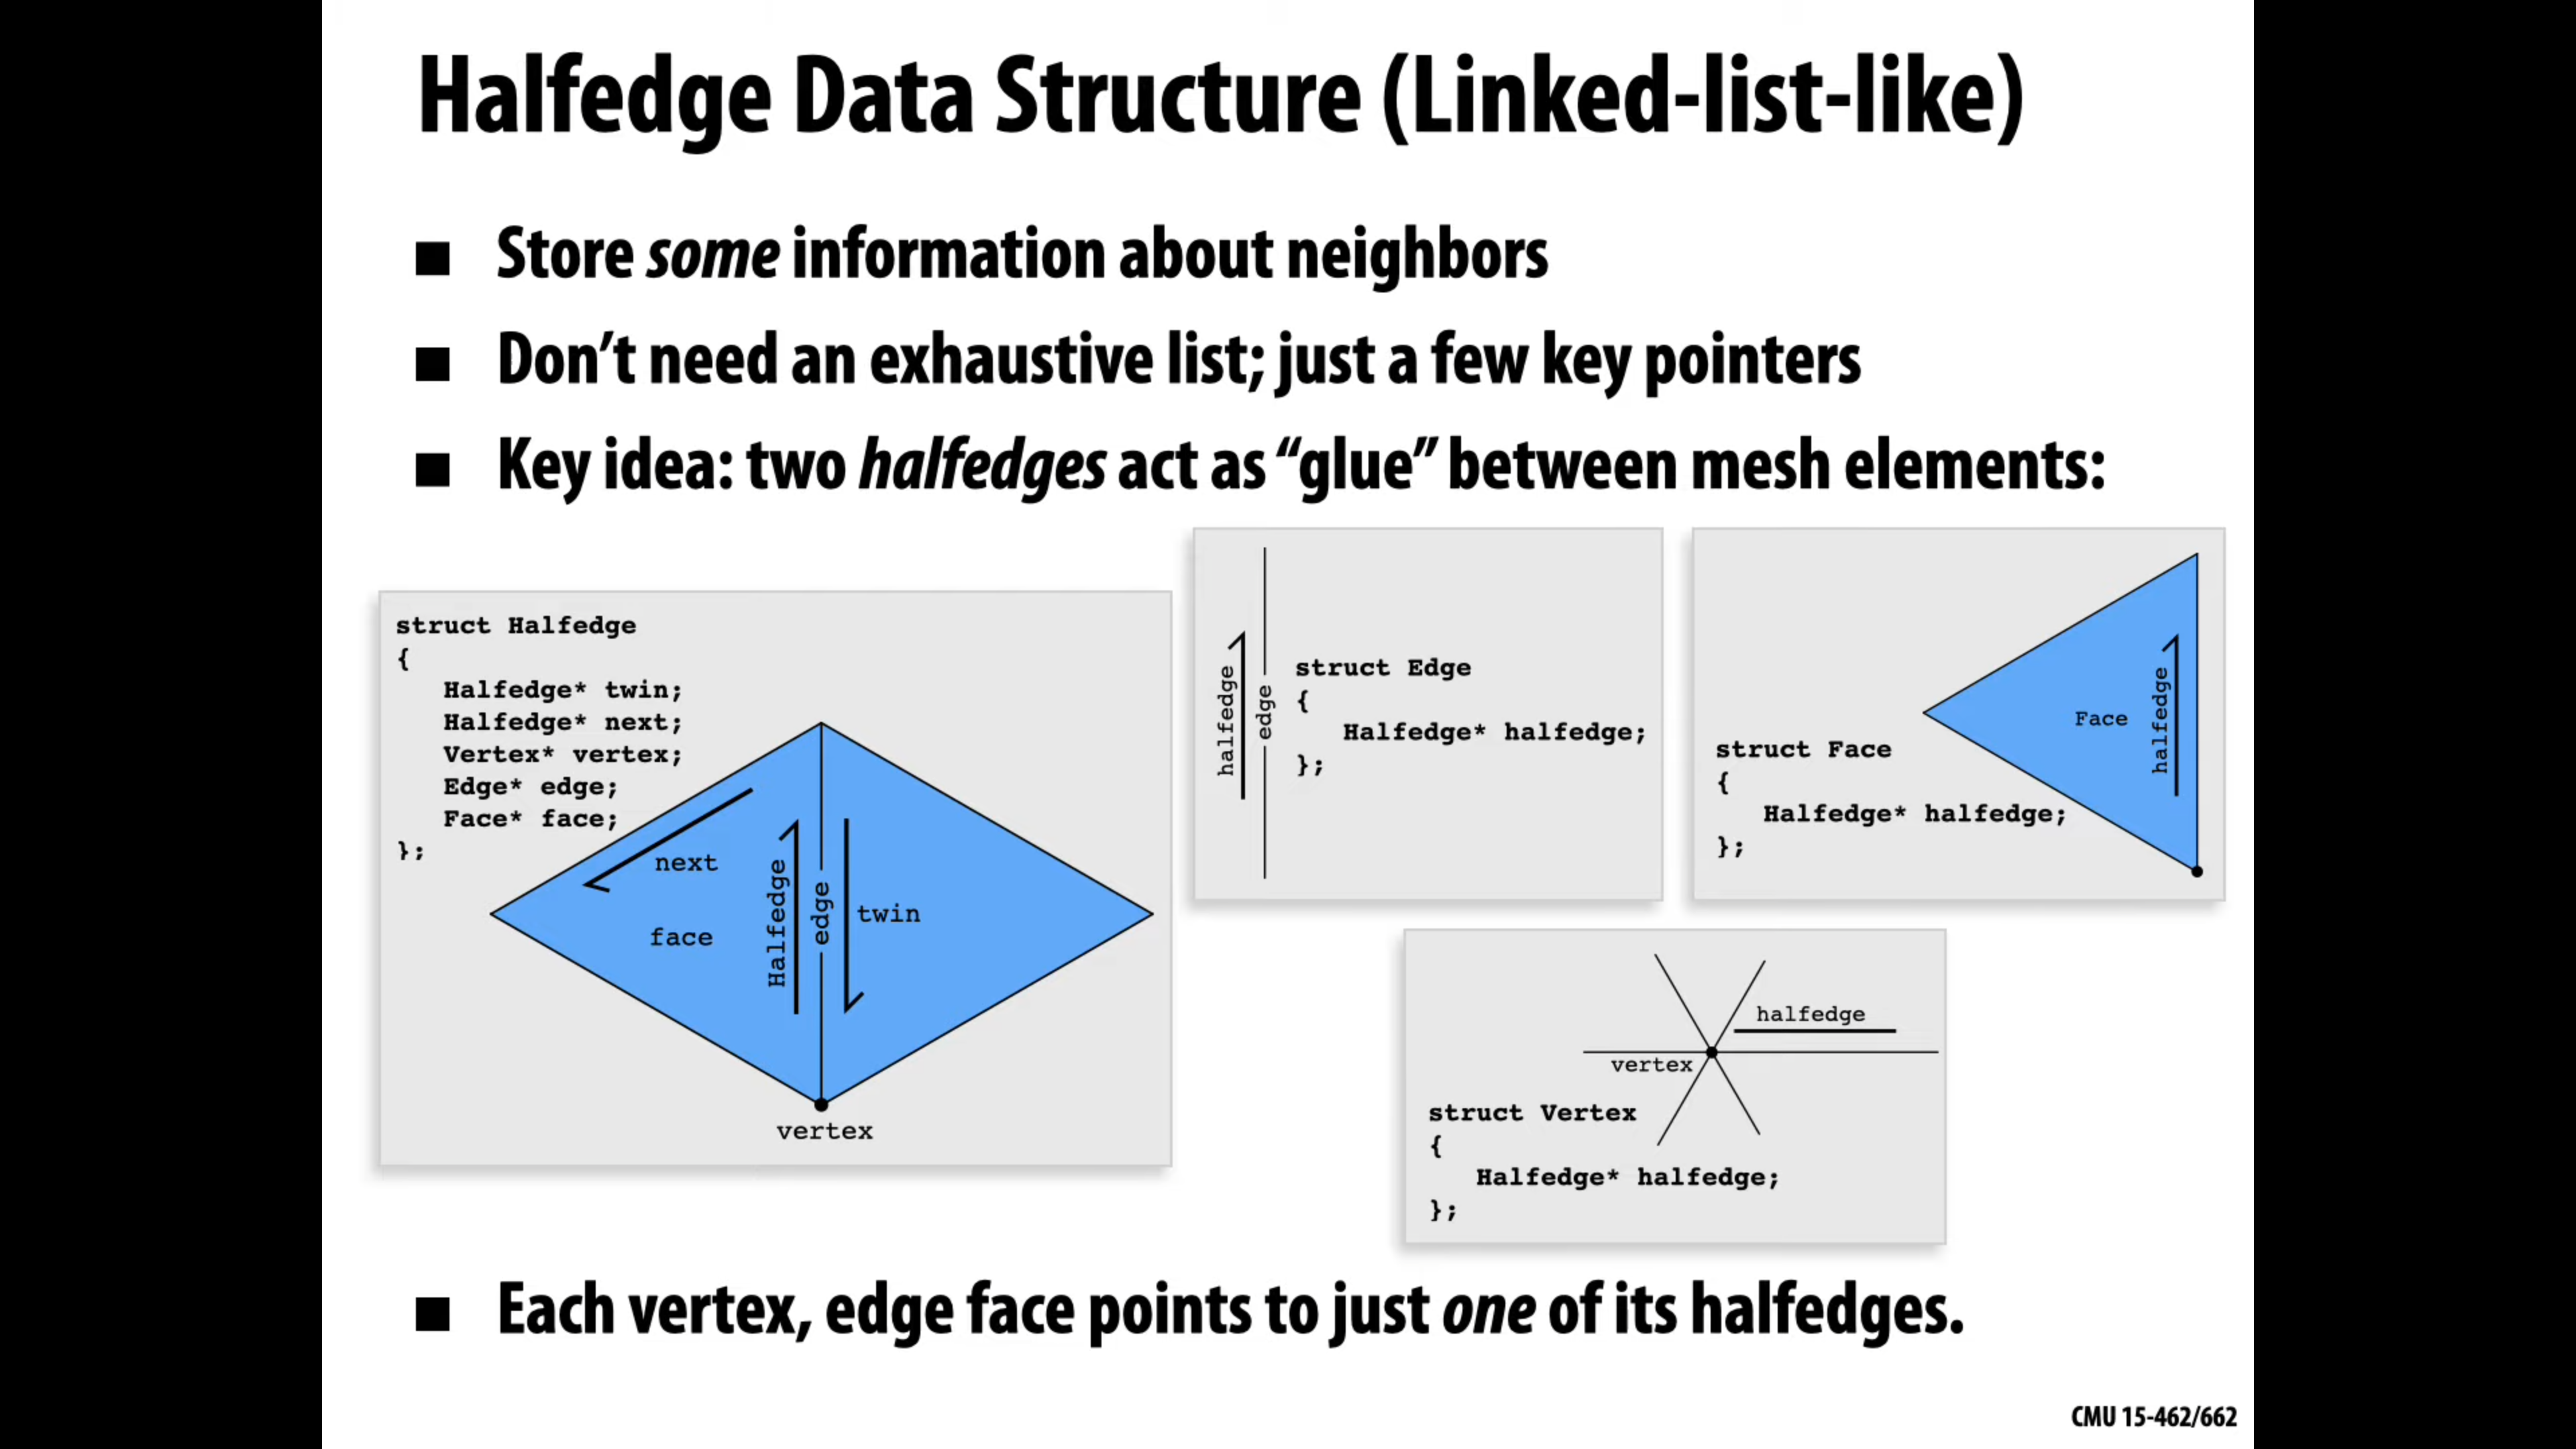 Halfedge Data Structure (Linked-list-like)
■ Store some information about neighbors
■ Don’t need an exhaustive list; just a few key pointers
■ Key idea: two halfedges act as “glue” between mesh elements:
struct Halfedge
{
Halfedge* twin;
Halfedge* next;
Vertex* vertex;
Edge* edge;
Face* face;
};
next
face
Halfedge
edge
twin
vertex
halfedge
edge
struct Edge
{
Halfedge* halfedge;
};
Face
halfedge
struct Face
{
Halfedge* halfedge;
};
halfedge
vertex
struct Vertex
{
Halfedge* halfedge;
};
■ Each vertex, edge face points to just one of its halfedges.
CMU 15-462/662